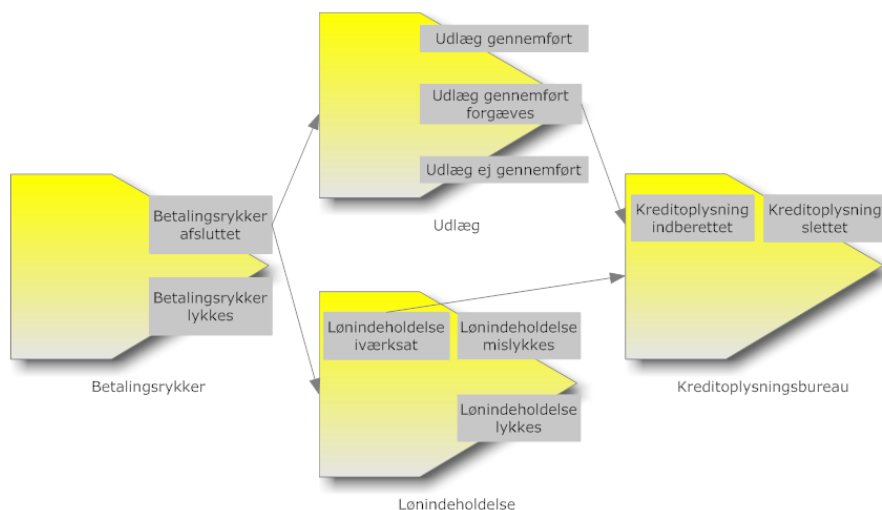 Udlæg gennemført
Udlæg gennemført
forgæves
Udlæg ej gennemført
Udlæg
Betalingsrykker
afsluttet
Betalingsrykker
lykkes
Betalingsrykker
Lønindeholdelse
iværksat
Lønindeholdelse
mislykkes
Lønindeholdelse
lykkes
Lønindeholdelse
Kreditoplysning
indberettet
Kreditoplysning
slettet
Kreditoplysningsbureau